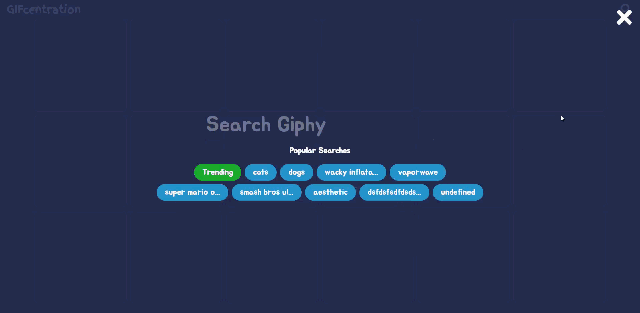 GIFcentration
Search Giphy
Popular Searches
Trending cats dogs wacky inflata... vaporwave
super mario o... smash bros ul... aesthetic dsfdsfsdfdsds... undefined